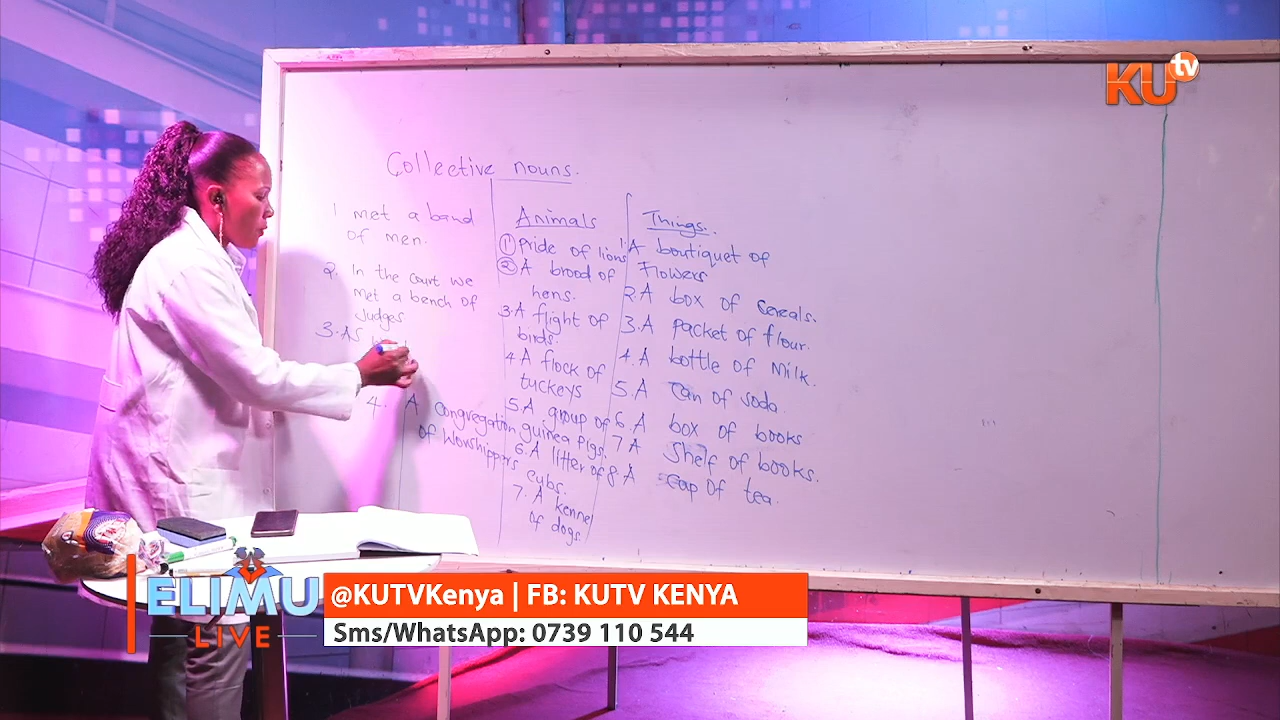 KU tv
Collective nouns.
I met a band
of men.
2. In the court we
met a bench of
Judges
3. AS
4. A congregation
of Worshippers
Animals
1 Pride of lions
2 A brood of
hens.
3. A flight of
birds.
4 A flock of
tuckeys
5. A group of
guinea pigs.
6. A litter of
cubs.
7. A kennel
of dogs.
Things.
1. A boutiquet of
Flowers
2. A box of Cereals.
3. A packet of flour.
4. A bottle of Milk.
5. A Can of soda.
6. A box of books
7 A Shelf of books.
8 A Cup Of tea.
ELIMU
LIVE
@KUTVKenya | FB: KUTV KENYA
Sms/WhatsApp: 0739 110 544